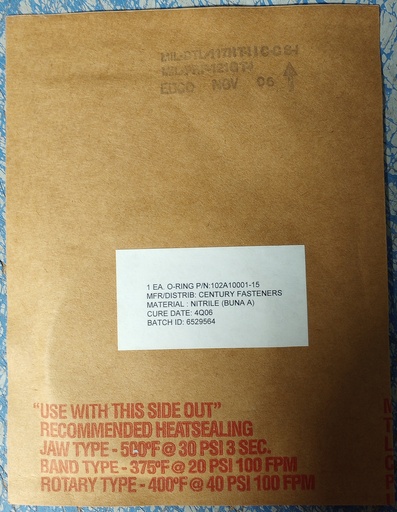 EDCO NOV 06
1 EA. O-RING P/N:102A10001-15
MFR/DISTRIB: CENTURY FASTENERS
MATERIAL : NITRILE (BUNA A)
CURE DATE: 4Q06
BATCH ID: 6529564
"USE WITH THIS SIDE OUT"
RECOMMENDED HEATSEALING
JAW TYPE - 500°F @ 30 PSI 3 SEC.
BAND TYPE - 375°F @ 20 PSI 100 FPM
ROTARY TYPE - 400°F @ 40 PSI 100 FPM